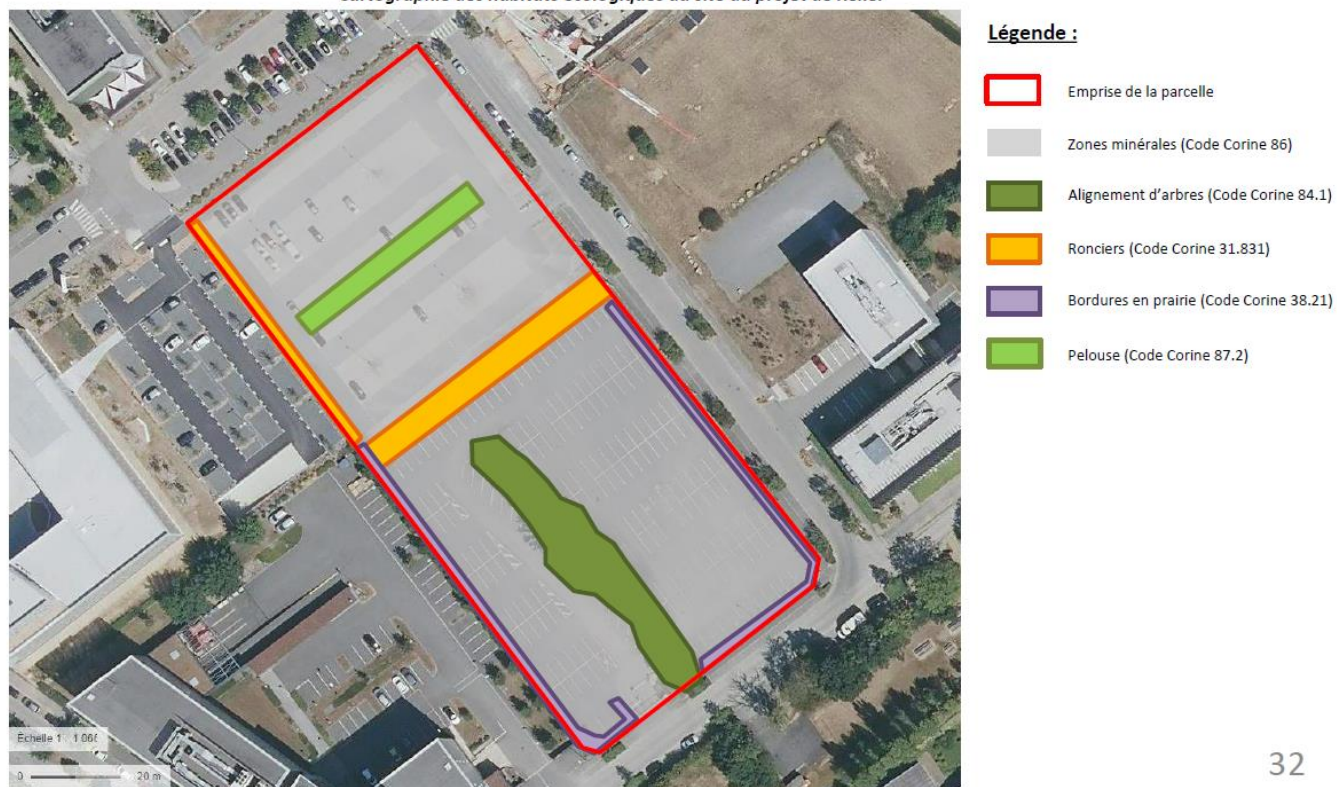 Légende :
Emprise de la parcelle
Zones minérales (Code Corine 86)
Alignement d'arbres (Code Corine 84.1)
Ronciers (Code Corine 31.831)
Bordures en prairie (Code Corine 38.21)
Pelouse (Code Corine 87.2)
Echelle 1 : 1 066
0 20 m
32